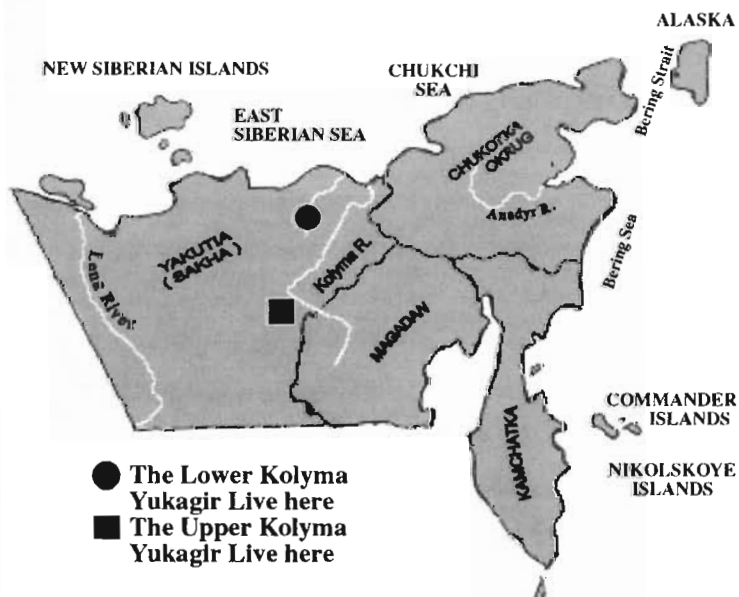 ALASKA
NEW SIBERIAN ISLANDS
CHUKCHI
SEA
Bering Strait
EAST
SIBERIAN SEA
CHUKOTKA
OKRUG
Anadyr R.
Bering Sea
YAKUTIA
( SAKHA )
Kolyma R.
Lena River
MAGADAN
KAMCHATKA
COMMANDER
ISLANDS
NIKOLSKOYE
ISLANDS
The Lower Kolyma
Yukagir Live here
The Upper Kolyma
Yukagir Live here